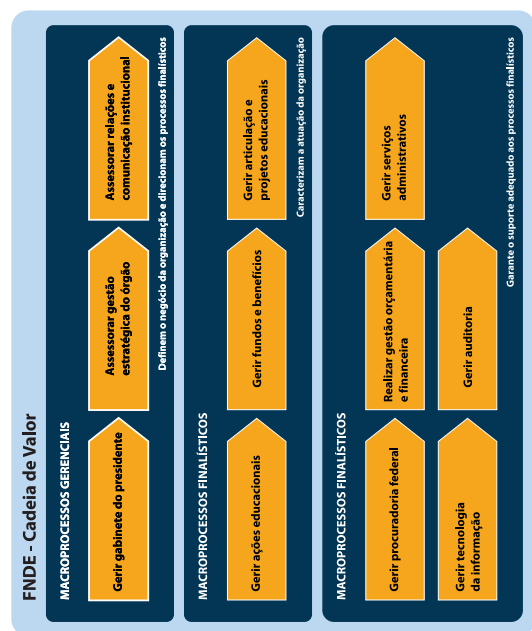 FNDE - Cadeia de Valor
MACROPROCESSOS GERENCIAIS
Gerir gabinete do presidente
Assessorar gestão
estratégica do órgão
Assessorar relações e
comunicação institucional
Definem o negócio da organização e direcionam os processos finalísticos
MACROPROCESSOS FINALÍSTICOS
Gerir ações educacionais
Gerir fundos e benefícios
Gerir articulação e
projetos educacionais
Caracterizam a atuação da organização
MACROPROCESSOS FINALÍSTICOS
Gerir procuradoria federal
Realizar gestão orçamentária
e financeira
Gerir serviços
administrativos
Gerir tecnologia
da informação
Gerir auditoria
Garante o suporte adequado aos processos finalísticos